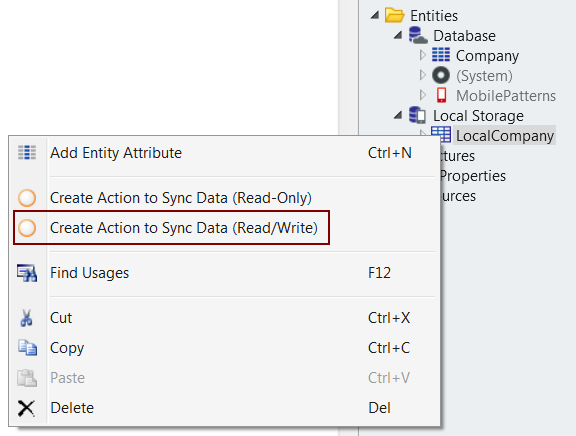 Entities
Database
Company
(System)
MobilePatterns
Local Storage
LocalCompany
ctures
Properties
urces
Add Entity Attribute Ctrl+N
Create Action to Sync Data (Read-Only)
Create Action to Sync Data (Read/Write)
Find Usages F12
Cut Ctrl+X
Copy Ctrl+C
Paste Ctrl+V
Delete Del